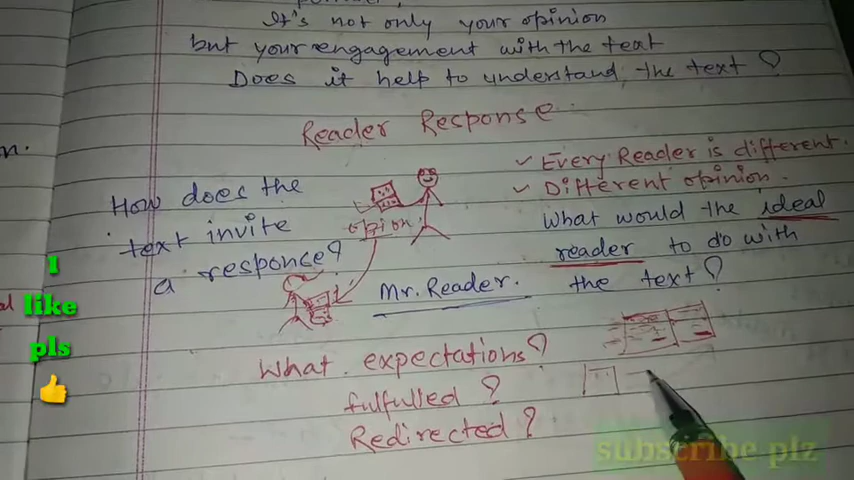 It's not only your opinion
but your engagement with the text
Does it help to understand the text ?
Reader Response
How does the
text invite
a response?
opinion
✓ Every Reader is different.
✓ Different opinion.
What would the ideal
reader to do with
the text?
Mr. Reader.
What expectations?
fulfulled ?
Redirected ?
n.
1
like
pls
subscribe plz